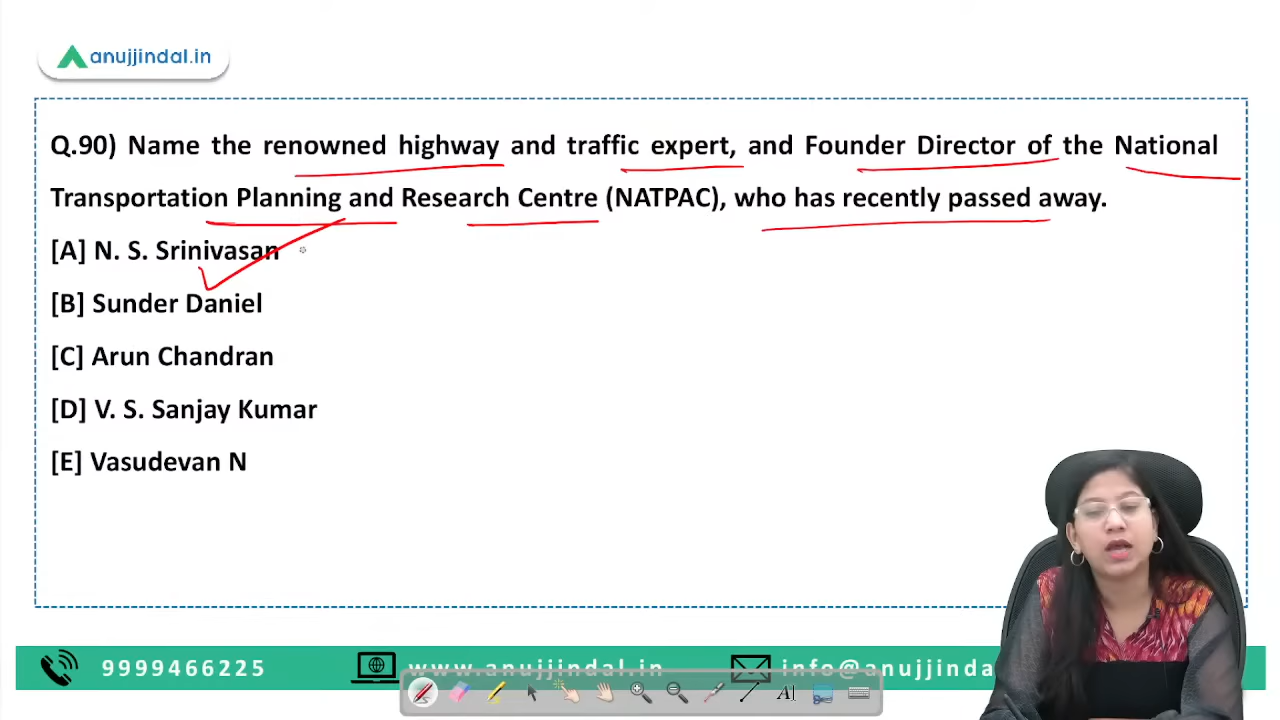 anujjindal.in
Q.90) Name the renowned highway and traffic expert, and Founder Director of the National
Transportation Planning and Research Centre (NATPAC), who has recently passed away.
[A] N. S. Srinivasan
[B] Sunder Daniel
[C] Arun Chandran
[D] V. S. Sanjay Kumar
[E] Vasudevan N
9999466225 www.anujjindal.in info@anujjinda
A